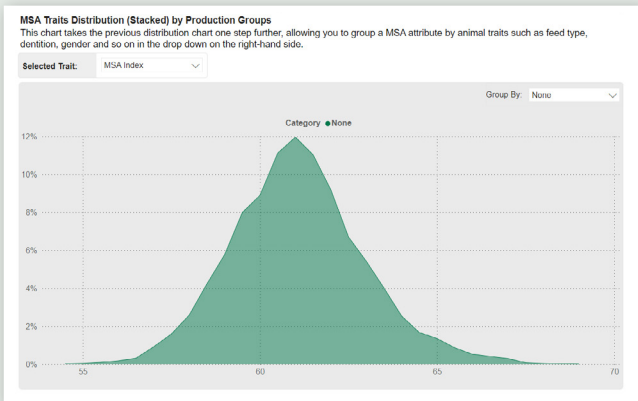 MSA Traits Distribution (Stacked) by Production Groups
This chart takes the previous distribution chart one step further, allowing you to group a MSA attribute by animal traits such as feed type,
dentition, gender and so on in the drop down on the right-hand side.
Selected Trait: MSA Index
Group By: None
Category None
12%
10%
8%
6%
4%
2%
0%
55 60 65 70